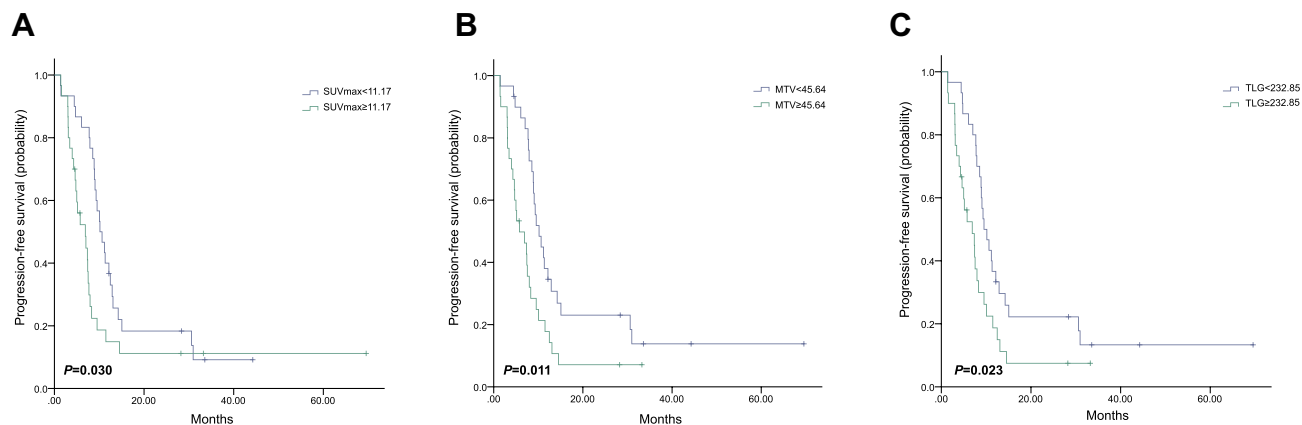 A
Progression-free survival (probability)
1.0
0.8
0.6
0.4
0.2
0.0
.00
20.00
40.00
60.00
Months
SUVmax<11.17
SUVmax≥11.17
P=0.030
B
Progression-free survival (probability)
1.0
0.8
0.6
0.4
0.2
0.0
.00
20.00
40.00
60.00
Months
MTV<45.64
MTV≥45.64
P=0.011
C
Progression-free survival (probability)
1.0
0.8
0.6
0.4
0.2
0.0
.00
20.00
40.00
60.00
Months
TLG<232.85
TLG≥232.85
P=0.023